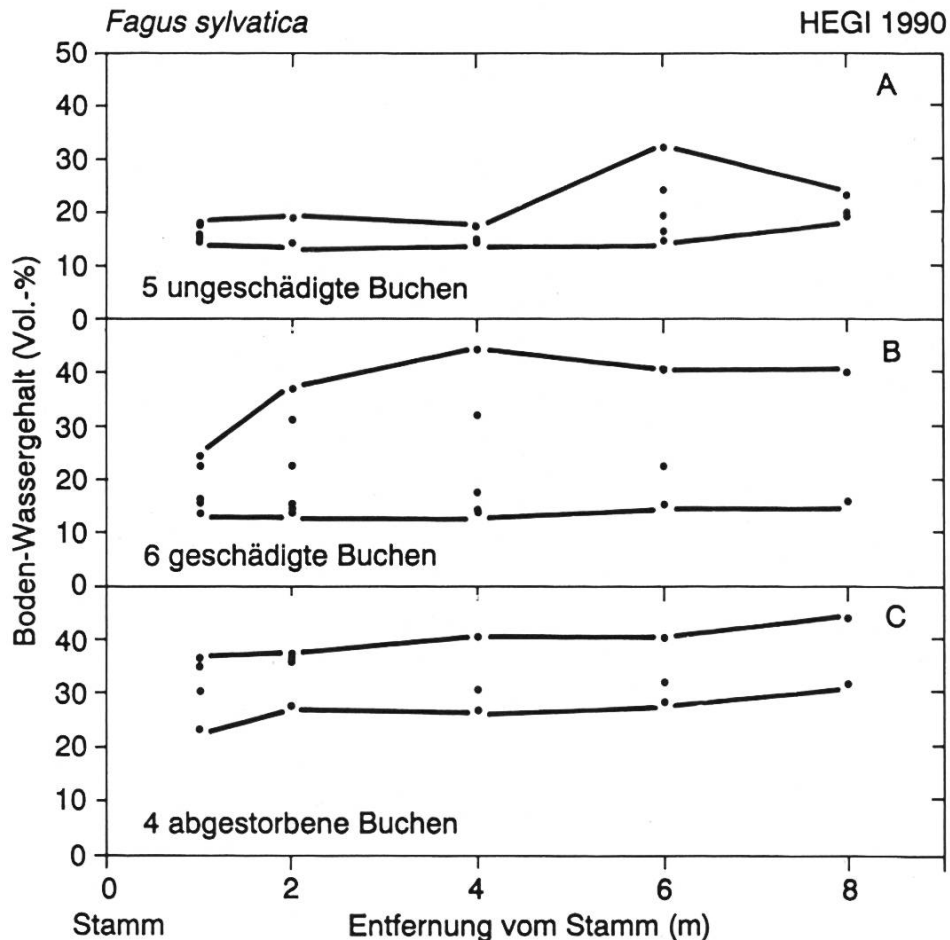 Fagus sylvatica HEGI 1990
Boden-Wassergehalt (Vol.-%)
50
40
30
20
10
0
A
5 ungeschädigte Buchen
40
30
20
10
0
B
6 geschädigte Buchen
40
30
20
10
0
C
4 abgestorbene Buchen
0 2 4 6 8
Stamm Entfernung vom Stamm (m)